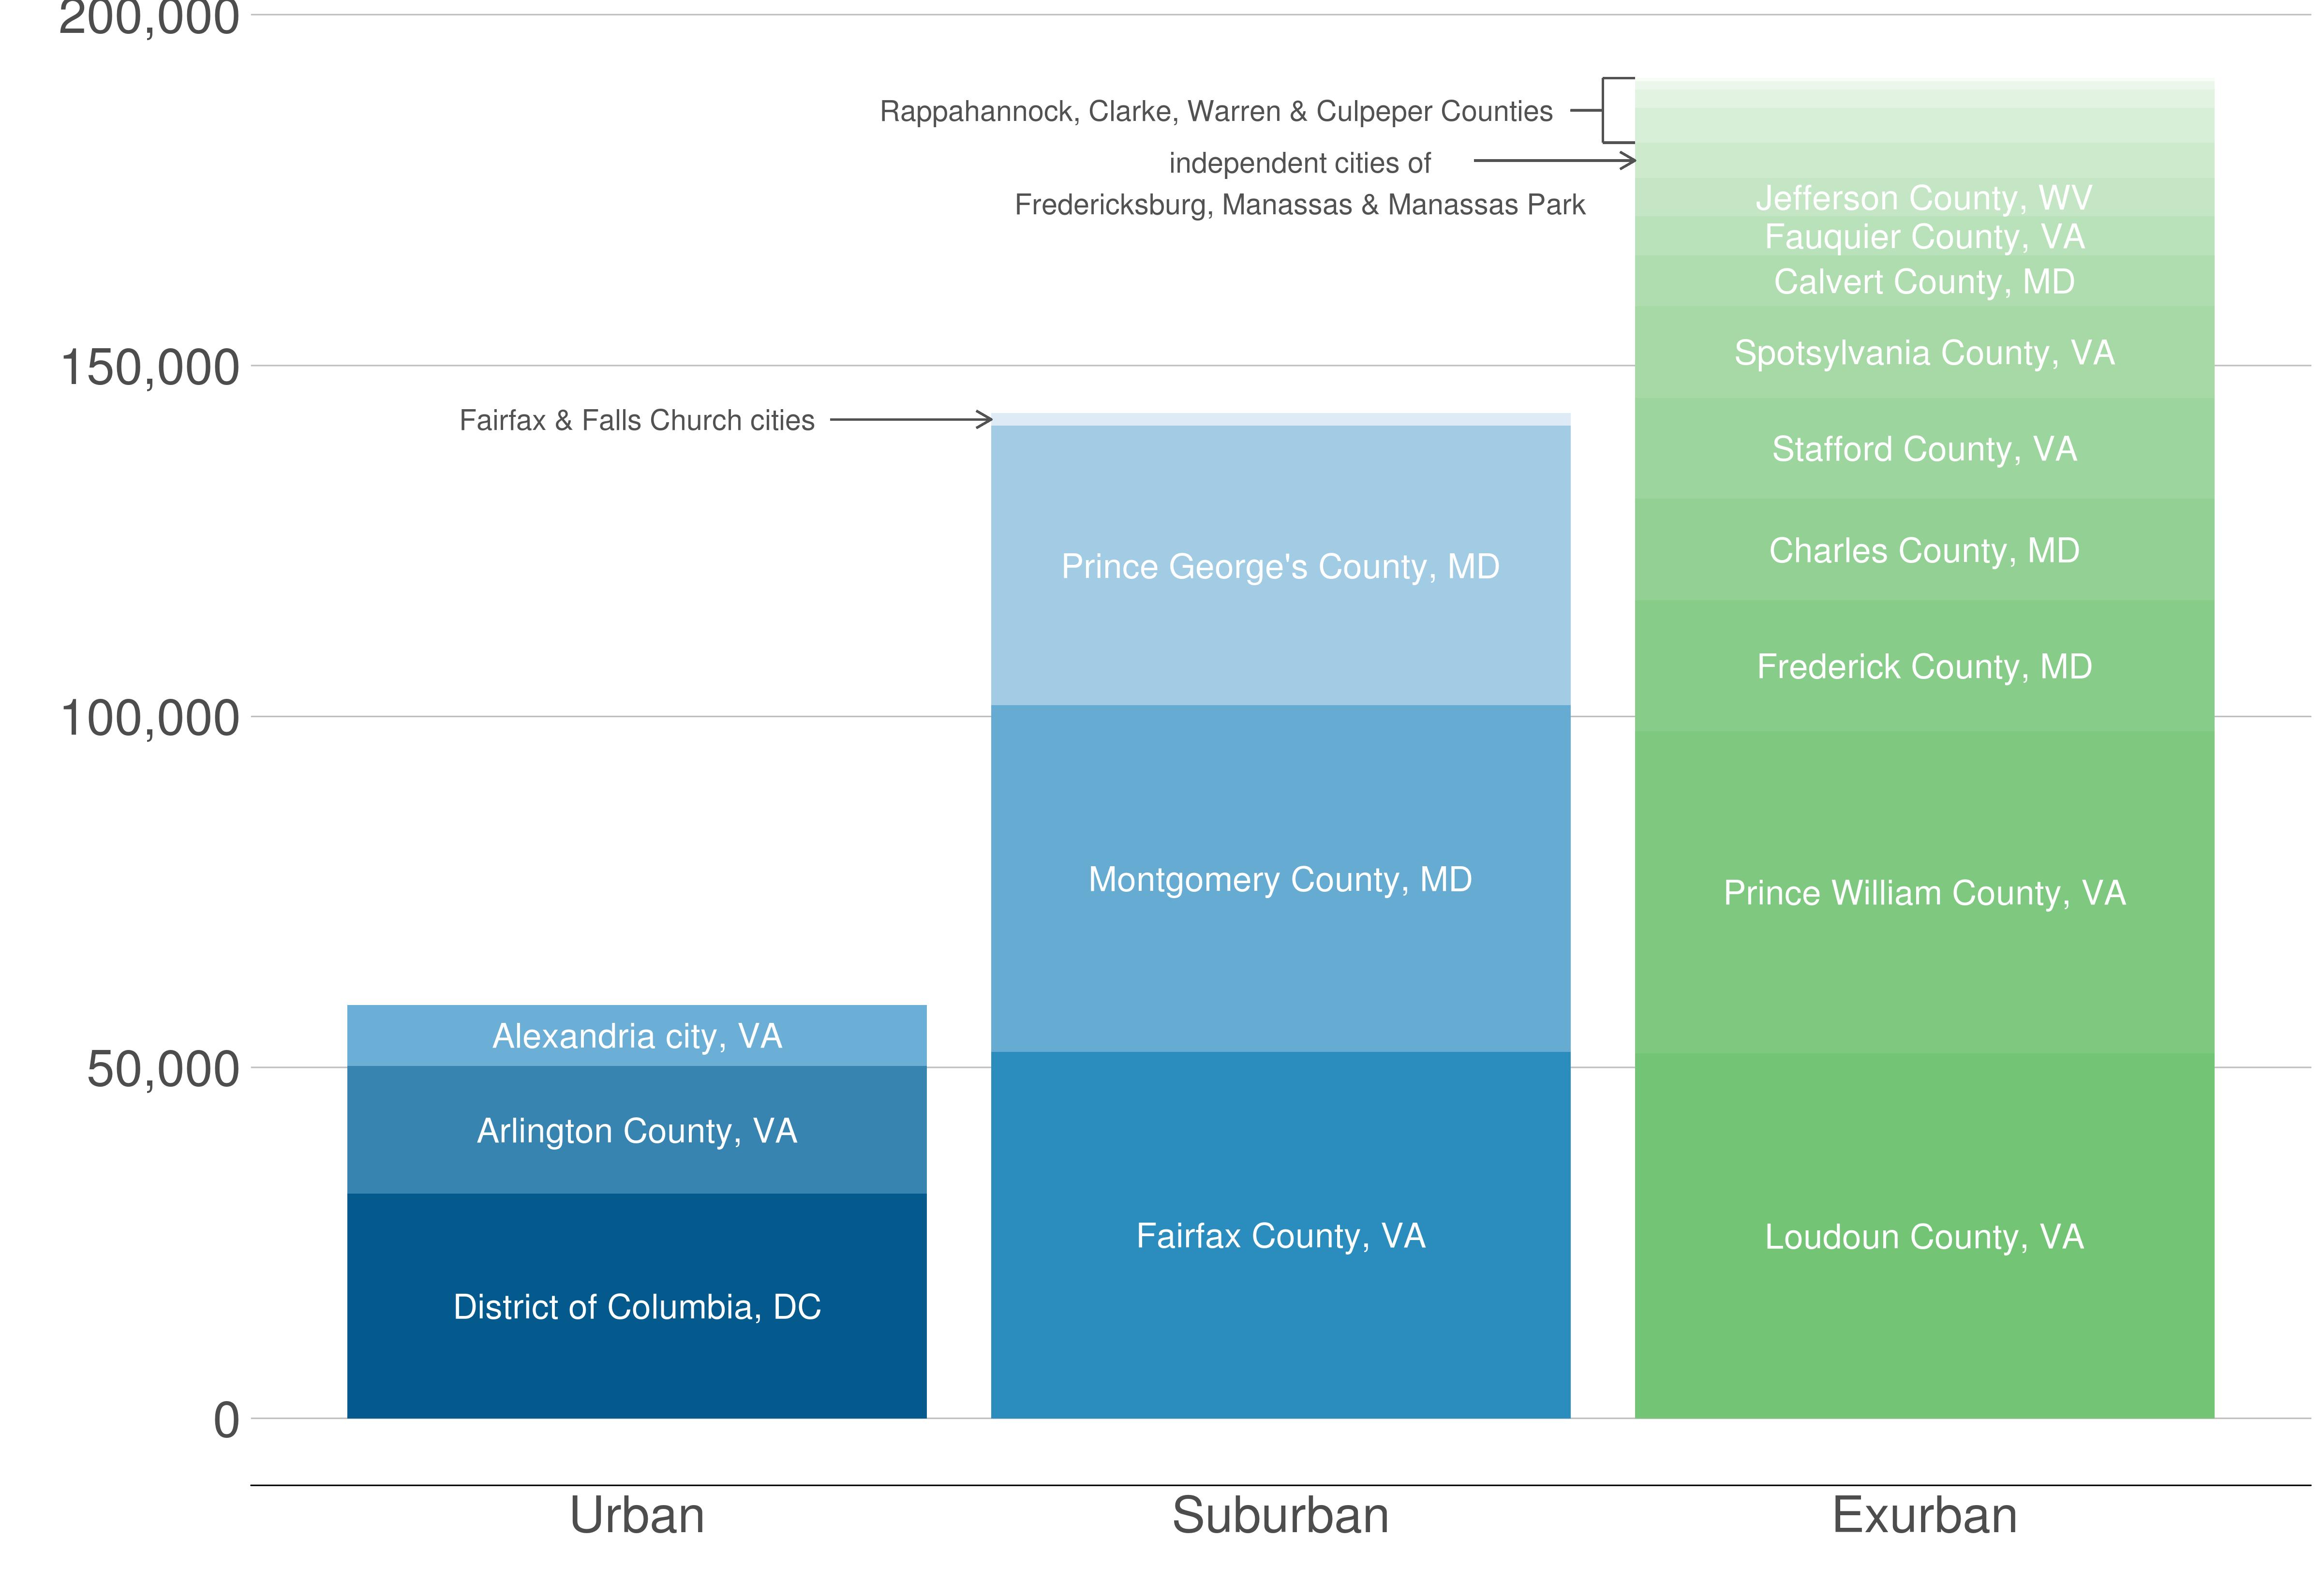 200,000
Rappahannock, Clarke, Warren & Culpeper Counties
independent cities of
Fredericksburg, Manassas & Manassas Park
Jefferson County, WV
Fauquier County, VA
Calvert County, MD
150,000
Spotsylvania County, VA
Fairfax & Falls Church cities
Stafford County, VA
Prince George's County, MD
Charles County, MD
Frederick County, MD
100,000
Montgomery County, MD
Prince William County, VA
Alexandria city, VA
50,000
Arlington County, VA
Fairfax County, VA
Loudoun County, VA
District of Columbia, DC
0
Urban
Suburban
Exurban